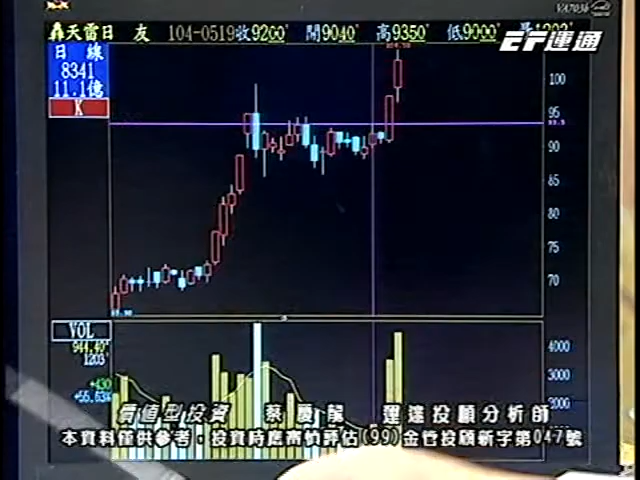 轟天雷日 友 104-0519收9200' 開9040' 高9350' 低9000'
EF運通
日 線
8341
11.1億
K
100
95
90
85
80
75
70
VOL
944.40'
1203'
+430
+55.63%
4000
3000
2000
價值型投資 蔡慶龍 運達投顧分析師
本資料僅供參考，投資時應審慎評估(99)金管投顧新字第047號